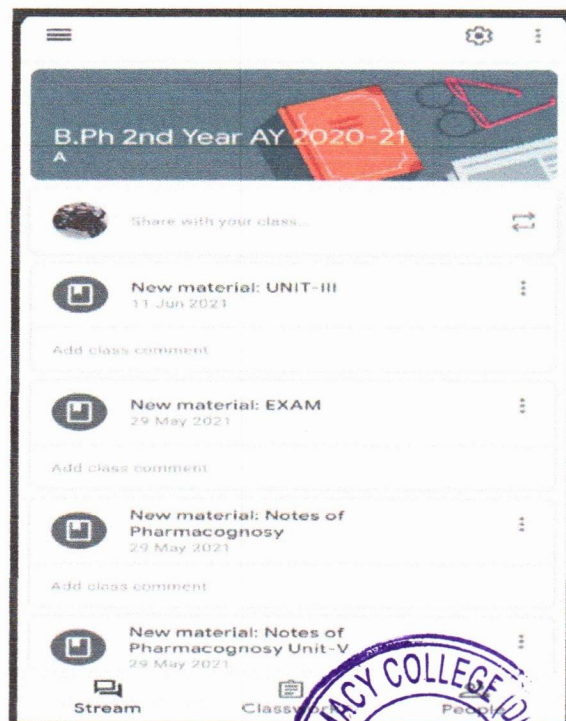 B.Ph 2nd Year AY 2020-21
A
Share with your class...
New material: UNIT-III
11 Jun 2021
Add class comment
New material: EXAM
29 May 2021
Add class comment
New material: Notes of
Pharmacognosy
29 May 2021
Add class comment
New material: Notes of
Pharmacognosy Unit-V
29 May 2021
Stream
Classwork
People
COLLEGE